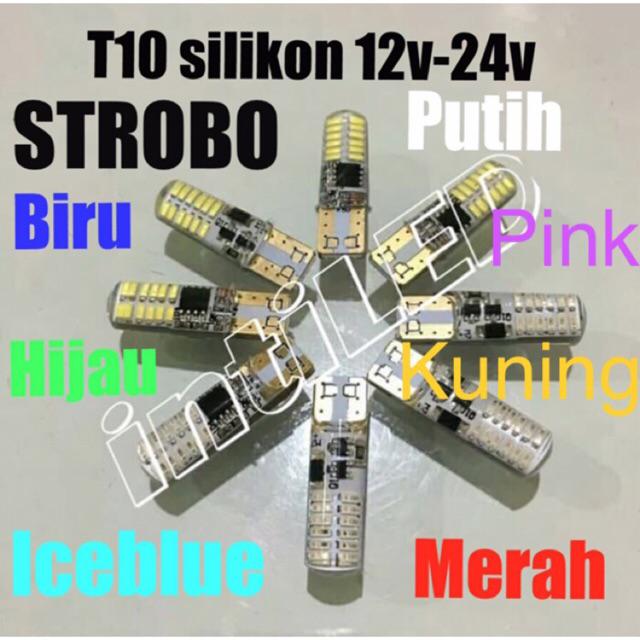 T10 silikon 12v-24v
STROBO
Putih
Biru
Pink
intiLED
Hijau
Kuning
Iceblue
Merah